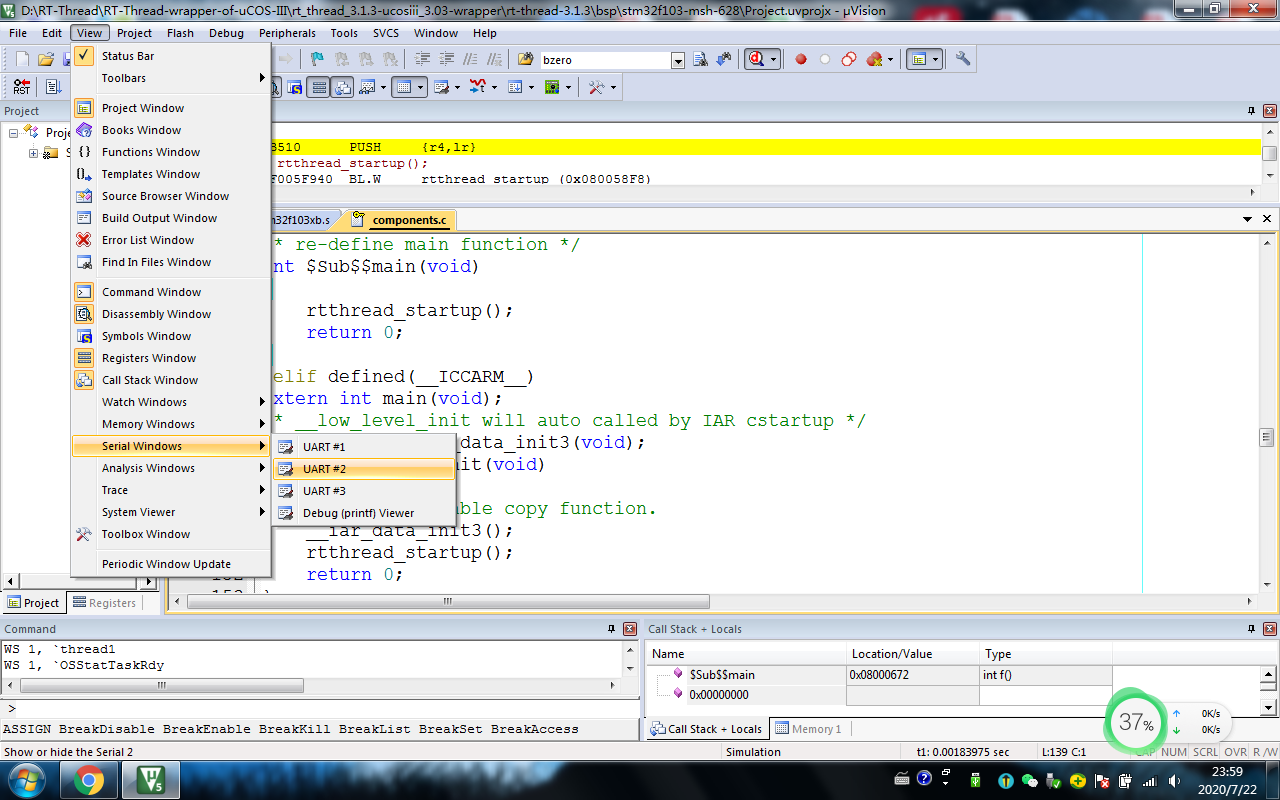 D:\RT-Thread\RT-Thread-wrapper-of-uCOS-III\rt_thread_3.1.3-ucosiii_3.03-wrapper\rt-thread-3.1.3\bsp\stm32f103-msh-628\Project.uvprojx - µVision
File Edit View Project Flash Debug Peripherals Tools SVCS Window Help
bzero
RST
Status Bar
Toolbars
Project Window
Books Window
Functions Window
Templates Window
Source Browser Window
Build Output Window
Error List Window
Find In Files Window
Command Window
Disassembly Window
Symbols Window
Registers Window
Call Stack Window
Watch Windows
Memory Windows
Serial Windows
Analysis Windows
Trace
System Viewer
Toolbox Window
Periodic Window Update
UART #1
UART #2
UART #3
Debug (printf) Viewer
Project
Proje
S
B510 PUSH {r4,lr}
rtthread_startup();
F005F940 BL.W rtthread_startup (0x080058F8)
m32f103xb.s components.c
* re-define main function */
nt $Sub$$main(void)
rtthread_startup();
return 0;
elif defined(__ICCARM__)
xtern int main(void);
* __low_level_init will auto called by IAR cstartup */
_data_init3(void);
it(void)
ble copy function.
__iar_data_init3();
rtthread_startup();
return 0;
Project Registers
Command
WS 1, `thread1
WS 1, `OSStatTaskRdy
>
ASSIGN BreakDisable BreakEnable BreakKill BreakList BreakSet BreakAccess
Call Stack + Locals
Name Location/Value Type
$Sub$$main 0x08000672 int f()
0x00000000
Call Stack + Locals Memory 1
37%
0K/s
0K/s
Show or hide the Serial 2 Simulation t1: 0.00183975 sec L:139 C:1 CAP NUM SCRL OVR R/W
23:59
2020/7/22